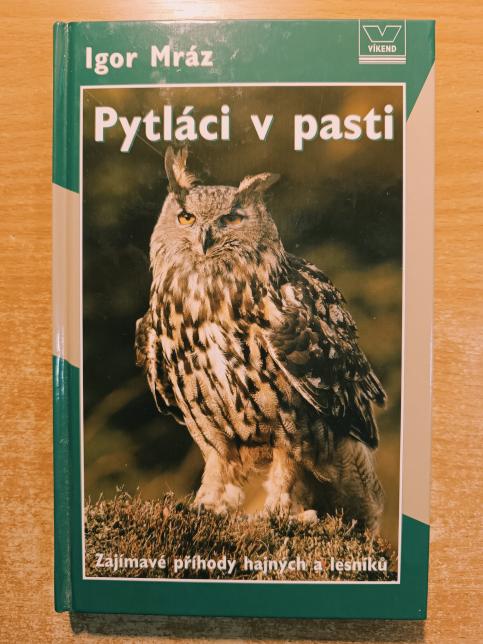 Igor Mráz
VÍKEND
Pytláci v pasti
Zajímavé příhody hajných a lesníků